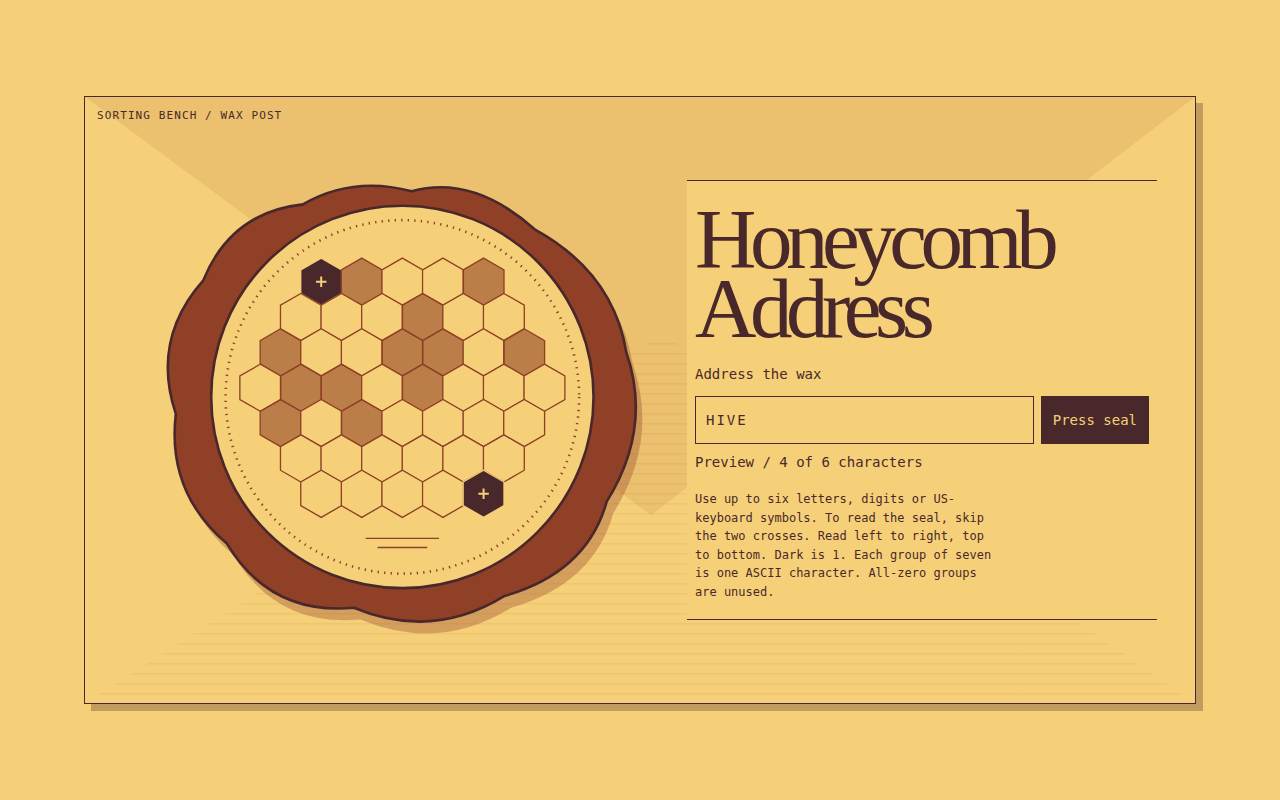 SORTING BENCH / WAX POST
+
Honeycomb
Address
Address the wax
HIVE
Press seal
Preview / 4 of 6 characters
Use up to six letters, digits or US-
keyboard symbols. To read the seal, skip
the two crosses. Read left to right, top
to bottom. Dark is 1. Each group of seven
is one ASCII character. All-zero groups
are unused.
+